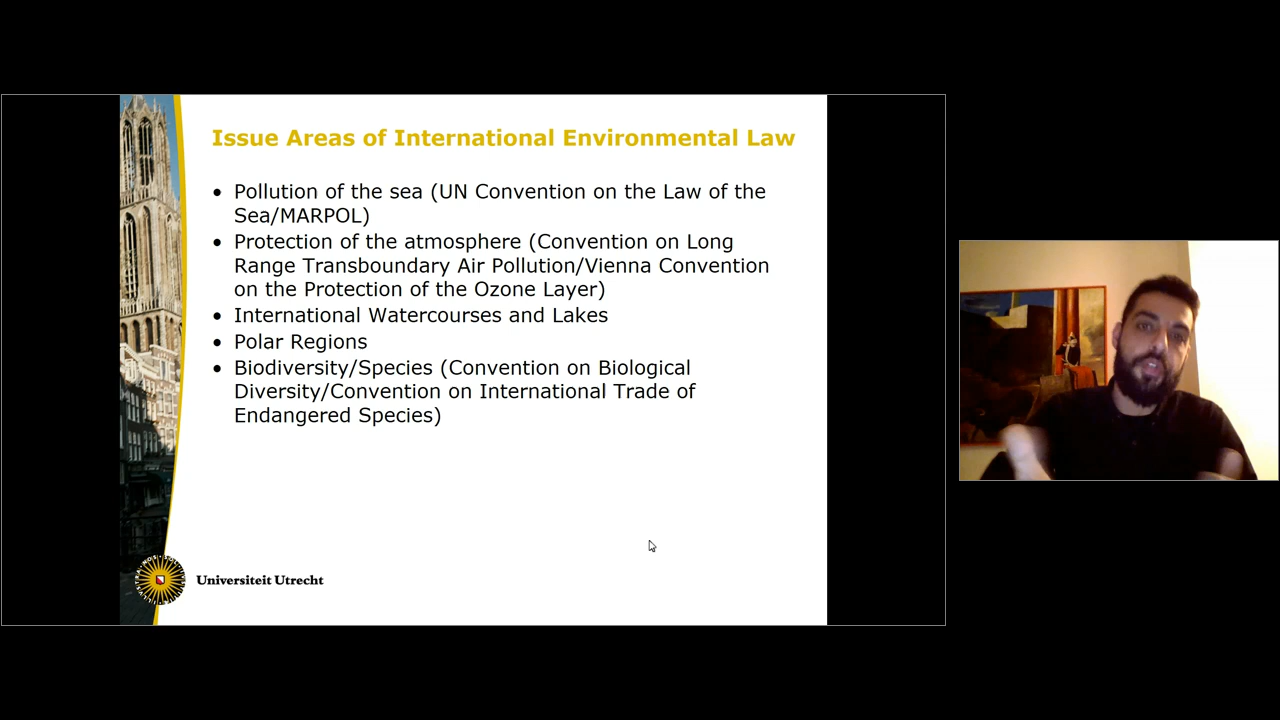 Issue Areas of International Environmental Law
• Pollution of the sea (UN Convention on the Law of the
Sea/MARPOL)
• Protection of the atmosphere (Convention on Long
Range Transboundary Air Pollution/Vienna Convention
on the Protection of the Ozone Layer)
• International Watercourses and Lakes
• Polar Regions
• Biodiversity/Species (Convention on Biological
Diversity/Convention on International Trade of
Endangered Species)
Universiteit Utrecht